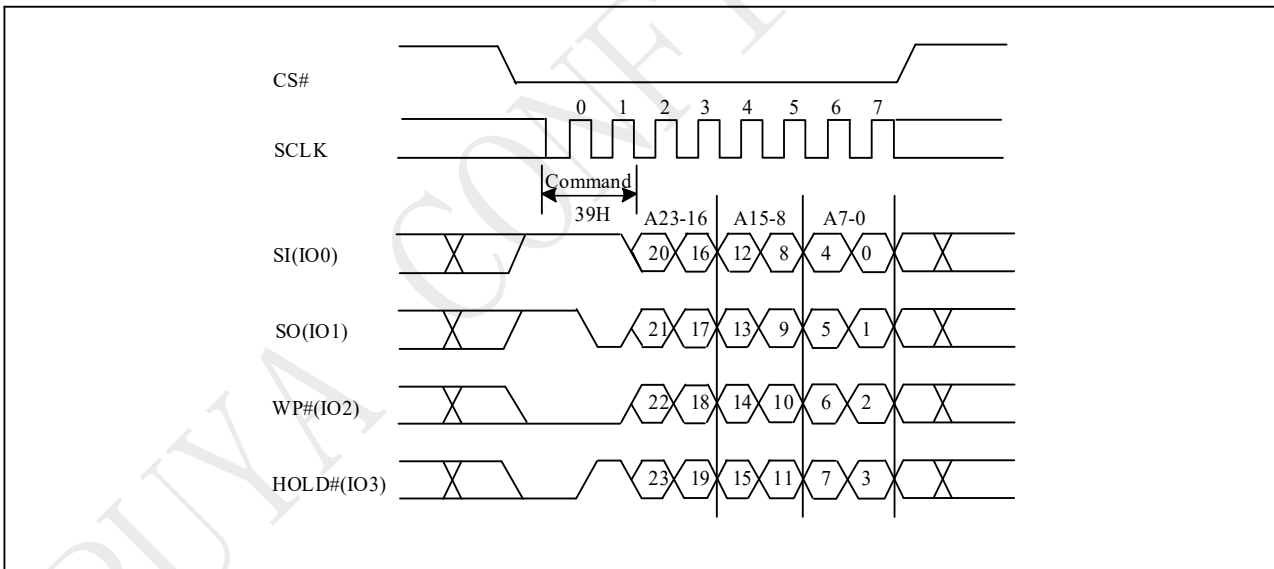 CS#
0 1 2 3 4 5 6 7
SCLK
Command
39H
A23-16 A15-8 A7-0
SI(IO0) 20 16 12 8 4 0
SO(IO1) 21 17 13 9 5 1
WP#(IO2) 22 18 14 10 6 2
HOLD#(IO3) 23 19 15 11 7 3
PUYA